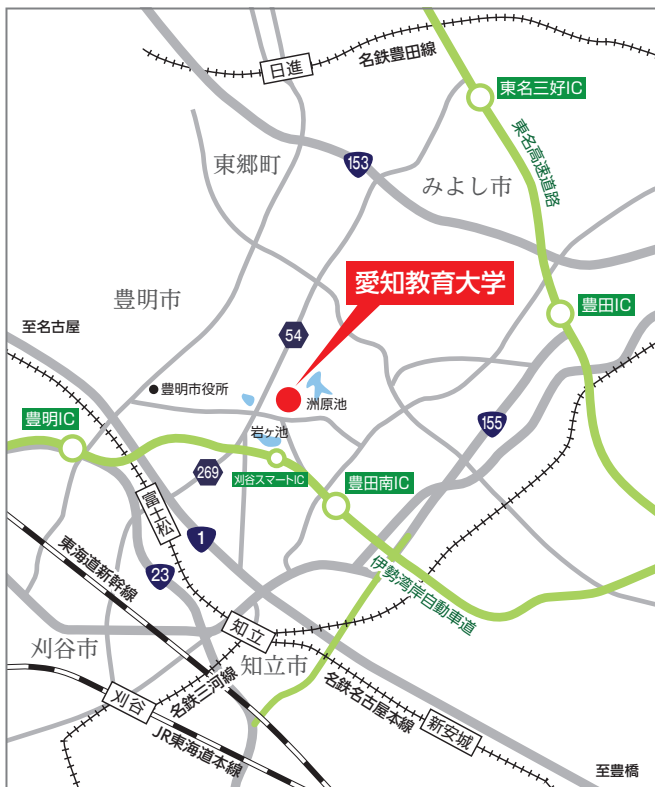 名鉄豊田線
日進
東名三好IC
東名高速道路
東郷町
153
みよし市
愛知教育大学
豊明市
豊田IC
至名古屋
54
豊明市役所
洲原池
豊明IC
岩ヶ池
155
269
刈谷スマートIC
豊田南IC
富士松
1
東海道新幹線
23
伊勢湾岸自動車道
知立
刈谷市
知立市
刈谷
名鉄三河線
名鉄名古屋本線
新安城
JR東海道本線
至豊橋